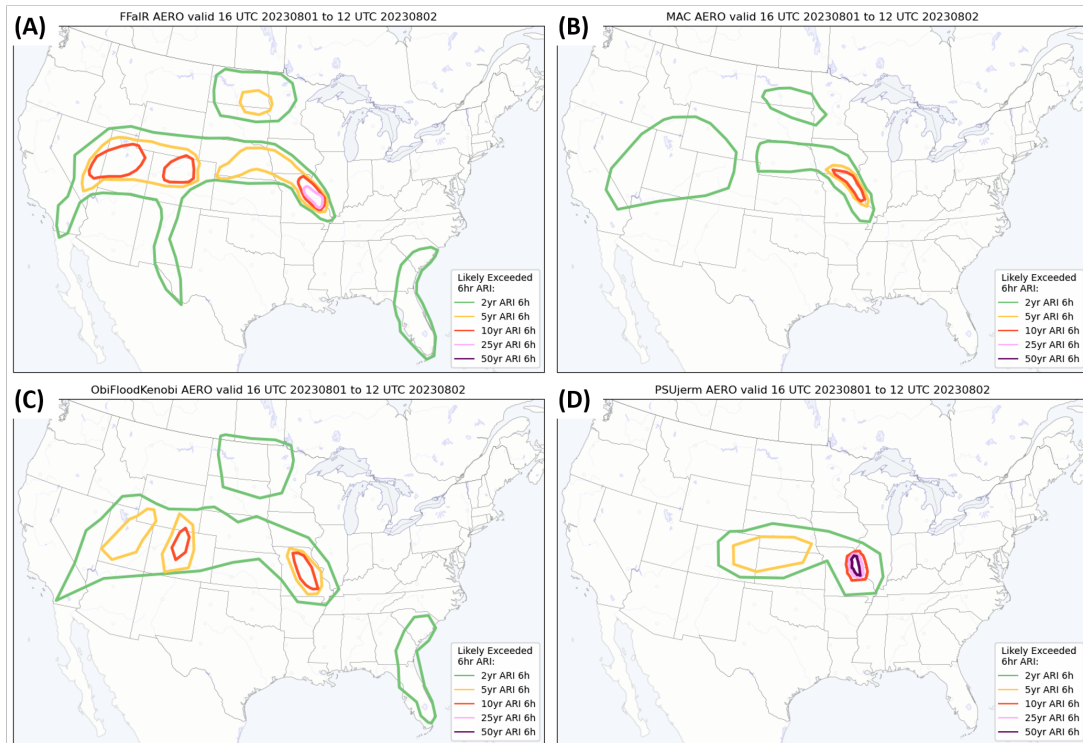 (A)
FFaIR AERO valid 16 UTC 20230801 to 12 UTC 20230802
Likely Exceeded
6hr ARI:
2yr ARI 6h
5yr ARI 6h
10yr ARI 6h
25yr ARI 6h
50yr ARI 6h
(B)
MAC AERO valid 16 UTC 20230801 to 12 UTC 20230802
Likely Exceeded
6hr ARI:
2yr ARI 6h
5yr ARI 6h
10yr ARI 6h
25yr ARI 6h
50yr ARI 6h
(C)
ObiFloodKenobi AERO valid 16 UTC 20230801 to 12 UTC 20230802
Likely Exceeded
6hr ARI:
2yr ARI 6h
5yr ARI 6h
10yr ARI 6h
25yr ARI 6h
50yr ARI 6h
(D)
PSUjerm AERO valid 16 UTC 20230801 to 12 UTC 20230802
Likely Exceeded
6hr ARI:
2yr ARI 6h
5yr ARI 6h
10yr ARI 6h
25yr ARI 6h
50yr ARI 6h